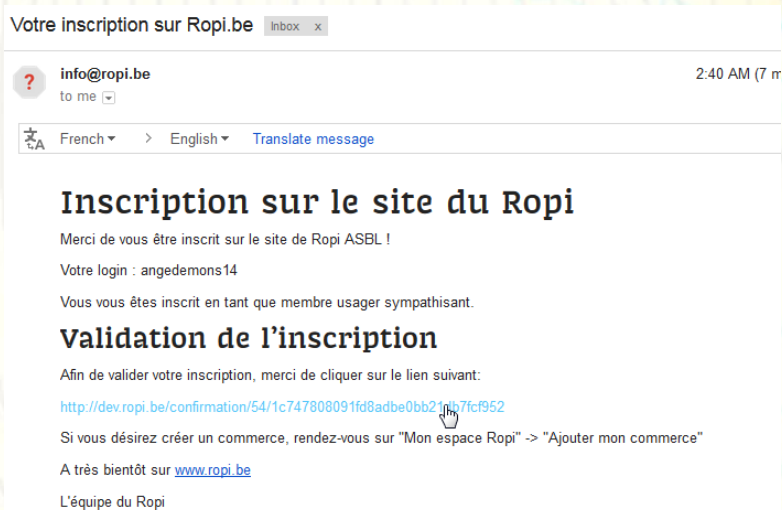 Votre inscription sur Ropi.be Inbox x
info@ropi.be 2:40 AM (7 m
to me
French > English Translate message
Inscription sur le site du Ropi
Merci de vous être inscrit sur le site de Ropi ASBL !
Votre login : angedemons14
Vous vous êtes inscrit en tant que membre usager sympathisant.
Validation de l'inscription
Afin de valider votre inscription, merci de cliquer sur le lien suivant:
Si vous désirez créer un commerce, rendez-vous sur "Mon espace Ropi" -> "Ajouter mon commerce"
A très bientôt sur www.ropi.be
L'équipe du Ropi